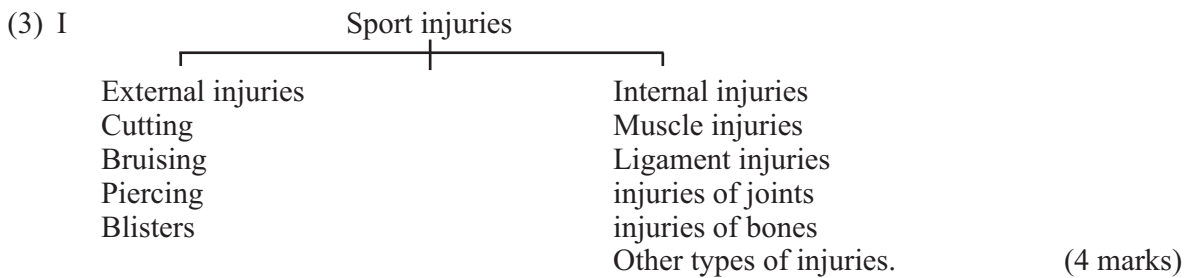 (3) I Sport injuries
External injuries Internal injuries
Cutting Muscle injuries
Bruising Ligament injuries
Piercing injuries of joints
Blisters injuries of bones
Other types of injuries. (4 marks)